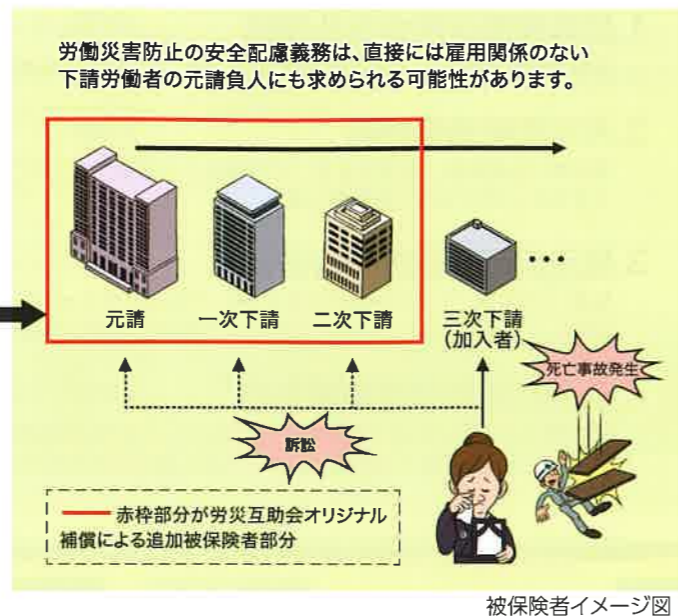 労働災害防止の安全配慮義務は、直接には雇用関係のない
下請労働者の元請負人にも求められる可能性があります。
元請
一次下請
二次下請
三次下請
(加入者)
・・・
死亡事故発生
訴訟
赤枠部分が労災互助会オリジナル
補償による追加被保険者部分
被保険者イメージ図